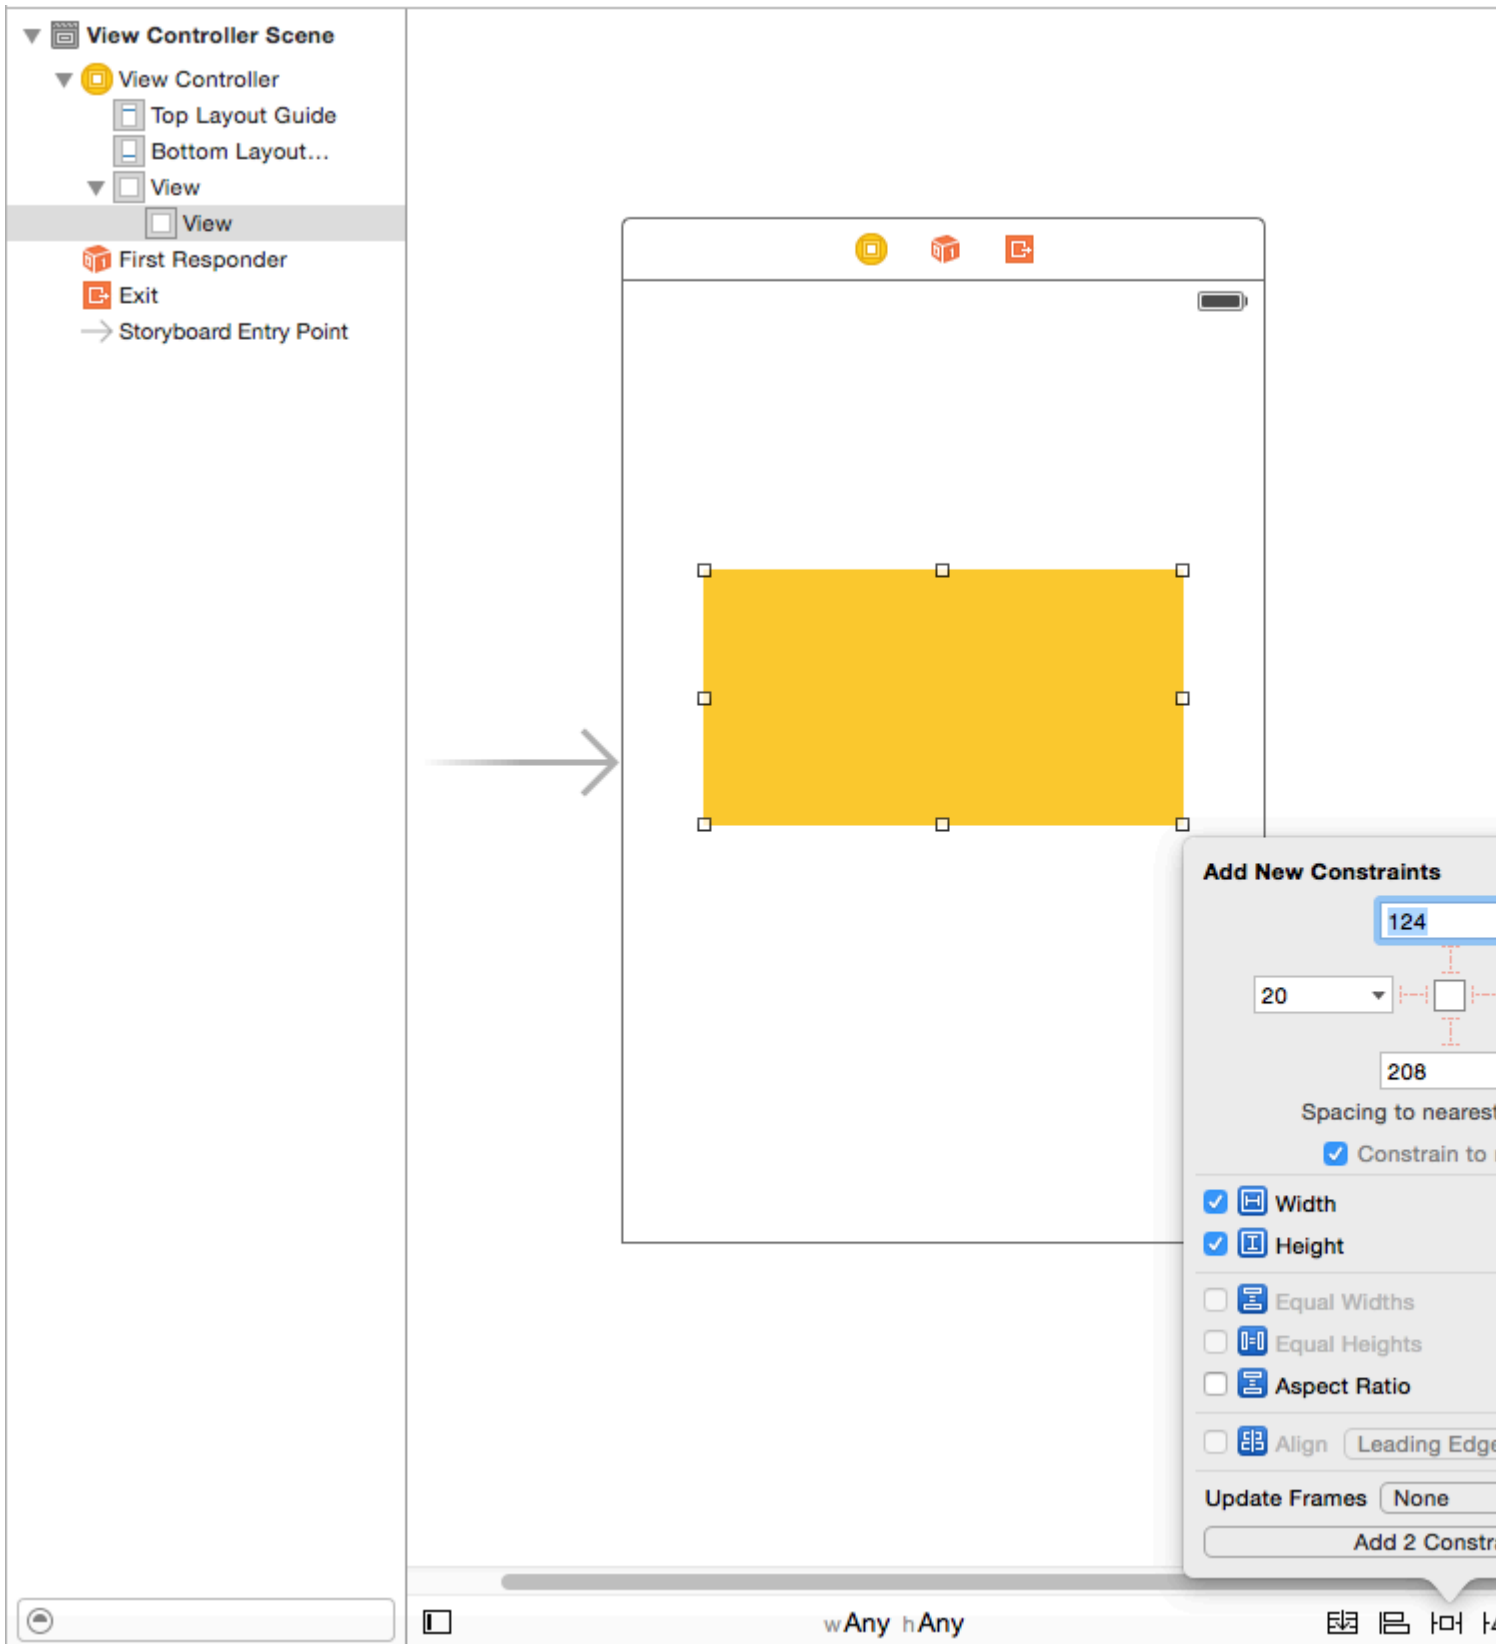 View Controller Scene
View Controller
Top Layout Guide
Bottom Layout...
View
View
First Responder
Exit
Storyboard Entry Point
Add New Constraints
124
20
208
Spacing to nearest
Constrain to
Width
Height
Equal Widths
Equal Heights
Aspect Ratio
Align Leading Edge
Update Frames None
Add 2 Constr
wAny hAny